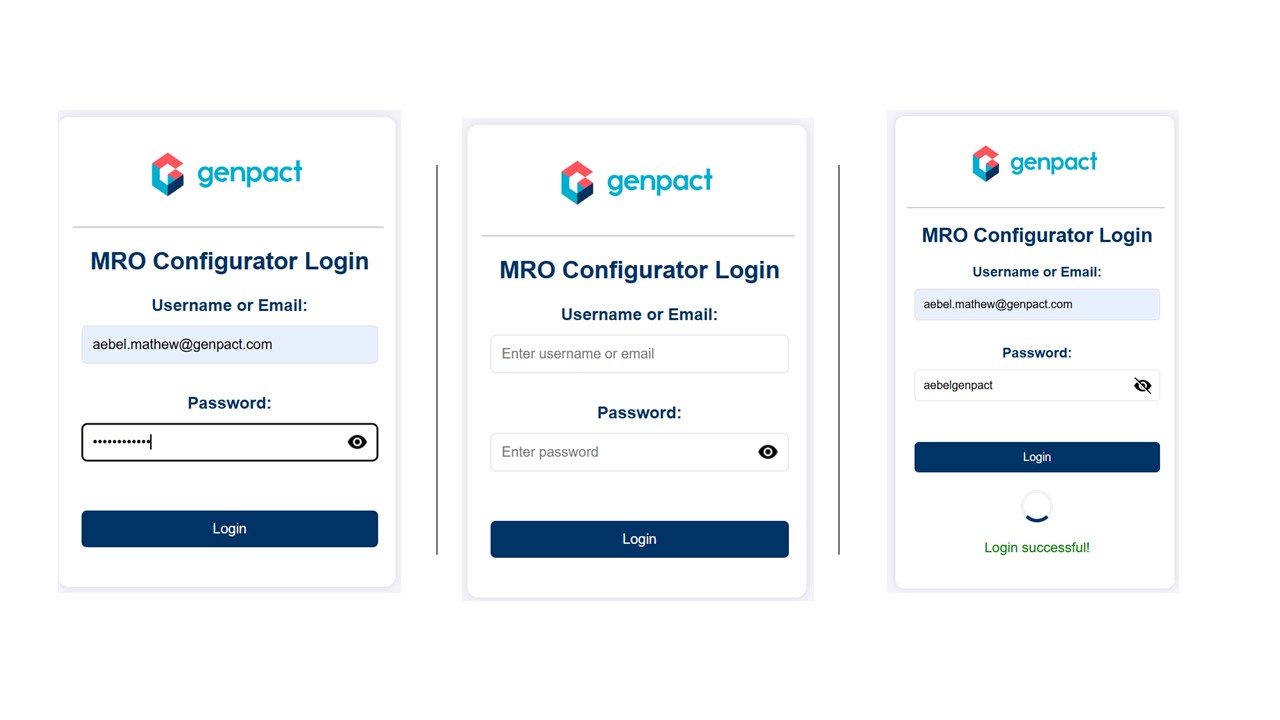 genpact
MRO Configurator Login
Username or Email:
aebel.mathew@genpact.com
Password:
••••••••••••
Login
genpact
MRO Configurator Login
Username or Email:
Enter username or email
Password:
Enter password
Login
genpact
MRO Configurator Login
Username or Email:
aebel.mathew@genpact.com
Password:
aebelgenpact
Login
Login successful!